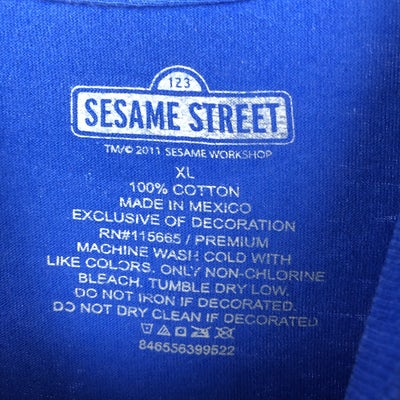 123
SESAME STREET
TM/© 2011 SESAME WORKSHOP
XL
100% COTTON
MADE IN MEXICO
EXCLUSIVE OF DECORATION
RN#115665 / PREMIUM
MACHINE WASH COLD WITH
LIKE COLORS. ONLY NON-CHLORINE
BLEACH. TUMBLE DRY LOW.
DO NOT IRON IF DECORATED.
DO NOT DRY CLEAN IF DECORATED
846556399522